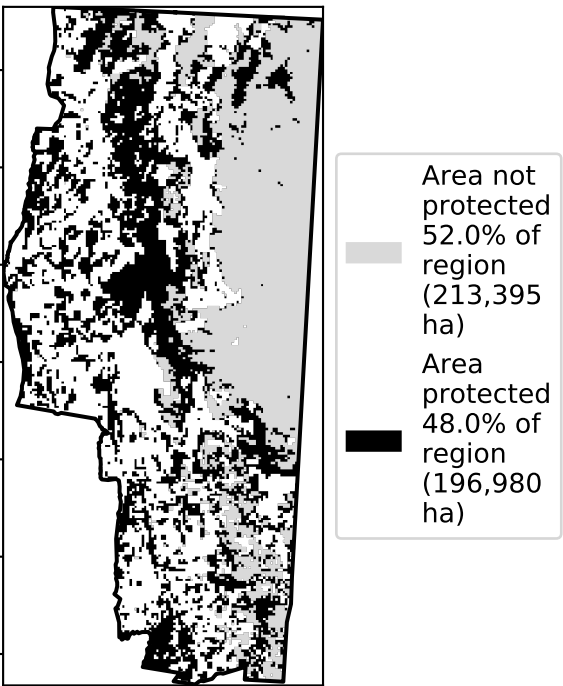 Area not
protected
52.0% of
region
(213,395
ha)
Area
protected
48.0% of
region
(196,980
ha)